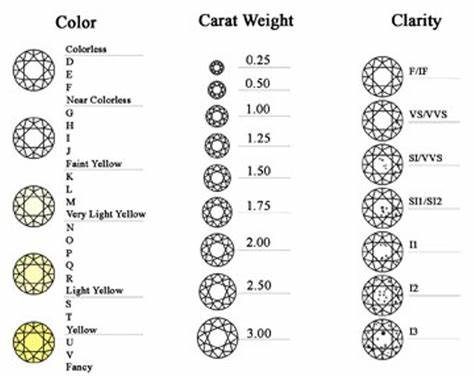 Color
Colorless
D
E
F
Near Colorless
G
H
I
J
Faint Yellow
K
L
M
Very Light Yellow
N
O
P
Q
R
Light Yellow
S
T
Yellow
U
V
Fancy
Carat Weight
0.25
0.50
1.00
1.25
1.50
1.75
2.00
2.50
3.00
Clarity
F/IF
VS/VVS
SI/VVS
SI1/SI2
I1
I2
I3